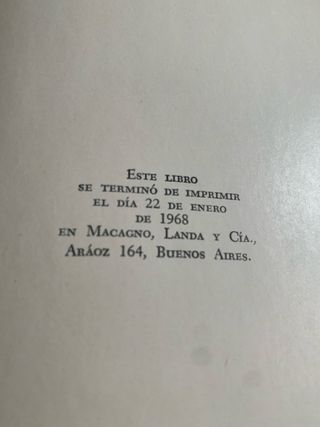 Este libro
se terminó de imprimir
el día 22 de enero
de 1968
en Macagno, Landa y Cía.,
Aráoz 164, Buenos Aires.